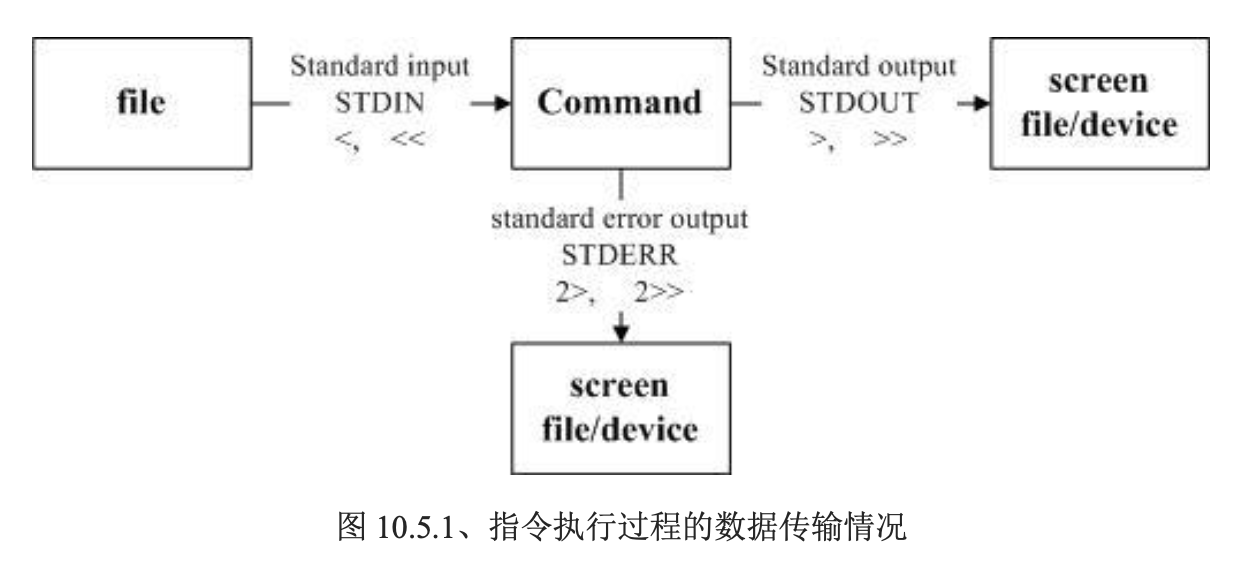 file
Standard input
STDIN
<, <<
Command
Standard output
STDOUT
>, >>
screen
file/device
standard error output
STDERR
2>, 2>>
screen
file/device
图 10.5.1、指令执行过程的数据传输情况